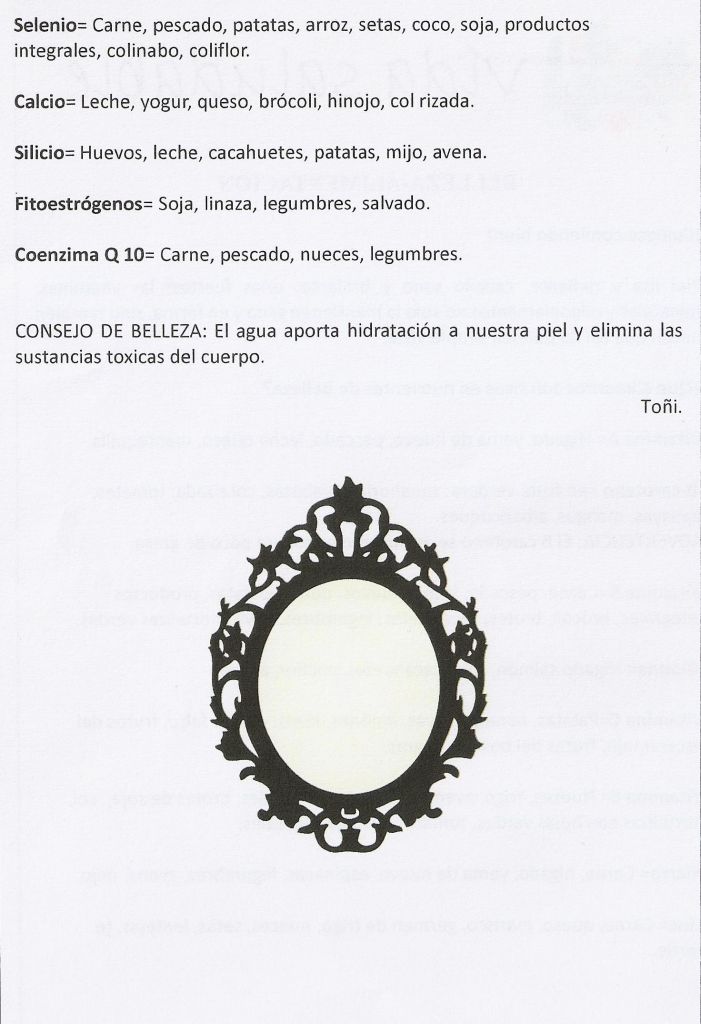 Selenio= Carne, pescado, patatas, arroz, setas, coco, soja, productos
integrales, colinabo, coliflor.
Calcio= Leche, yogur, queso, brócoli, hinojo, col rizada.
Silicio= Huevos, leche, cacahuetes, patatas, mijo, avena.
Fitoestrógenos= Soja, linaza, legumbres, salvado.
Coenzima Q 10= Carne, pescado, nueces, legumbres.
CONSEJO DE BELLEZA: El agua aporta hidratación a nuestra piel y elimina las
sustancias toxicas del cuerpo.
Toñi.